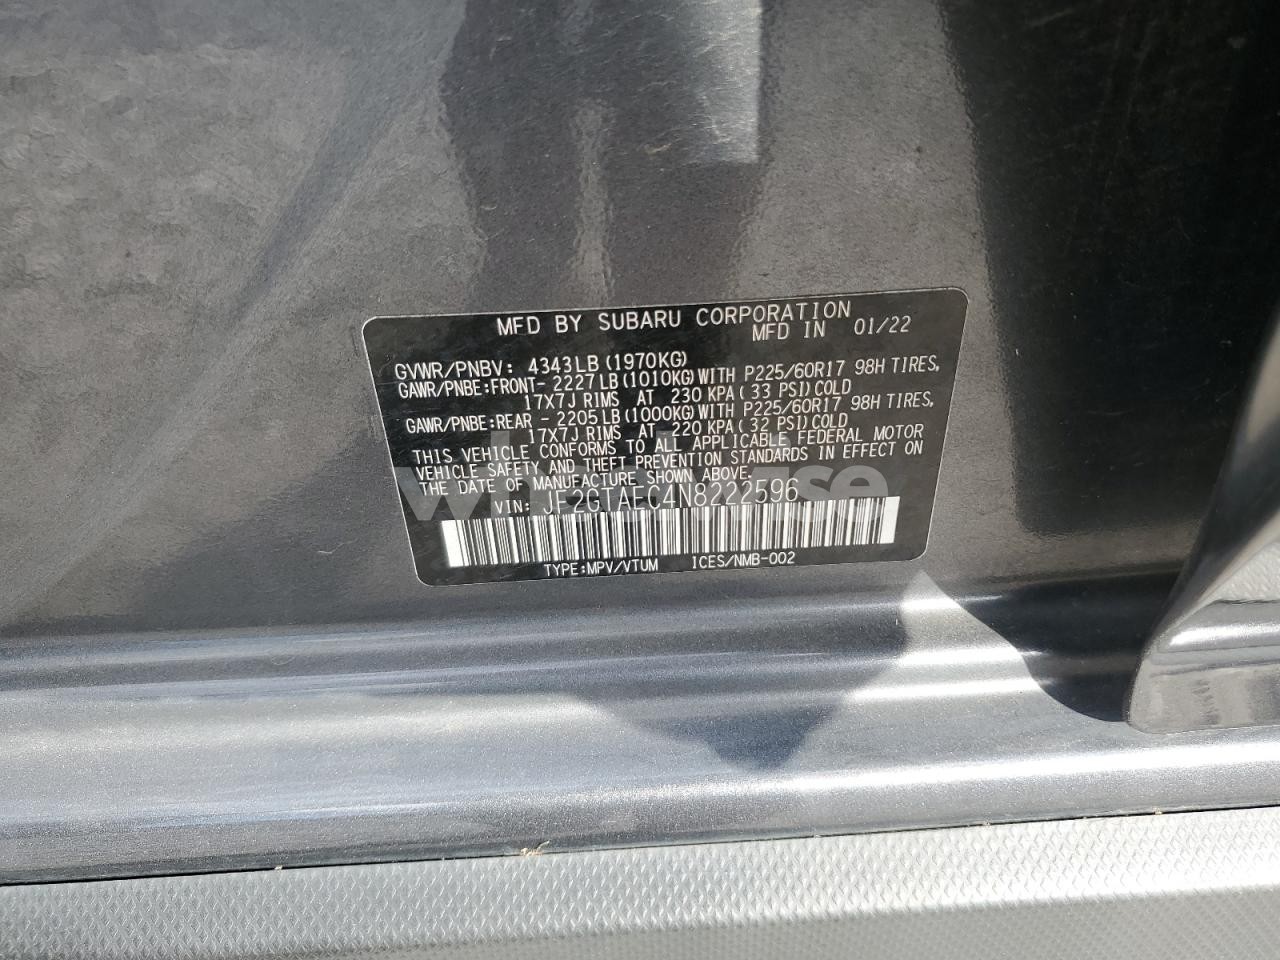 MFD BY SUBARU CORPORATION
MFD IN 01/22
GVWR/PNBV: 4343LB (1970KG)
GAWR/PNBE:FRONT- 2227LB (1010KG) WITH P225/60R17 98H TIRES,
17X7J RIMS AT 230 KPA ( 33 PSI) COLD
GAWR/PNBE:REAR - 2205LB (1000KG) WITH P225/60R17 98H TIRES,
17X7J RIMS AT 220 KPA ( 32 PSI) COLD
THIS VEHICLE CONFORMS TO ALL APPLICABLE FEDERAL MOTOR
VEHICLE SAFETY AND THEFT PREVENTION STANDARDS IN EFFECT ON
THE DATE OF MANUFACTURE SHOWN ABOVE.
VIN: JF2GTAEC4N8222596
TYPE:MPV/VTUM ICES/NMB-002